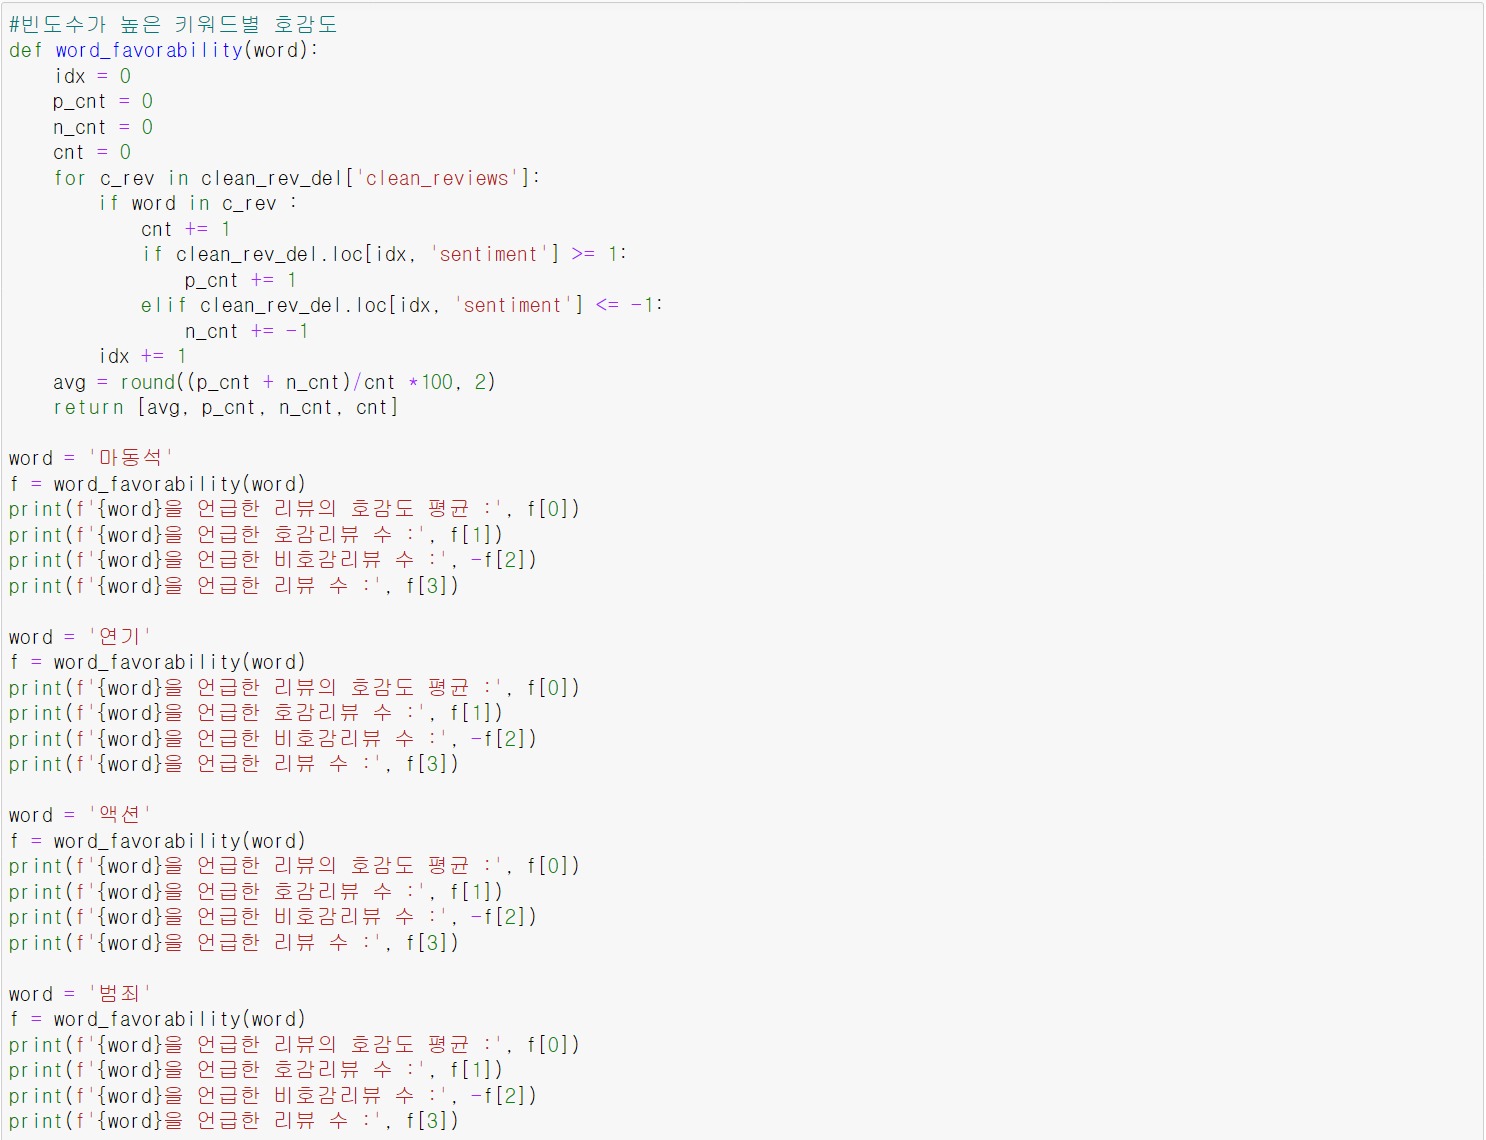 #빈도수가 높은 키워드별 호감도
def word_favorability(word):
    idx = 0
    p_cnt = 0
    n_cnt = 0
    cnt = 0
    for c_rev in clean_rev_del['clean_reviews']:
        if word in c_rev :
            cnt += 1
            if clean_rev_del.loc[idx, 'sentiment'] >= 1:
                p_cnt += 1
            elif clean_rev_del.loc[idx, 'sentiment'] <= -1:
                n_cnt += -1
        idx += 1
    avg = round((p_cnt + n_cnt)/cnt *100, 2)
    return [avg, p_cnt, n_cnt, cnt]

word = '마동석'
f = word_favorability(word)
print(f'{word}을 언급한 리뷰의 호감도 평균 :', f[0])
print(f'{word}을 언급한 호감리뷰 수 :', f[1])
print(f'{word}을 언급한 비호감리뷰 수 :', -f[2])
print(f'{word}을 언급한 리뷰 수 :', f[3])

word = '연기'
f = word_favorability(word)
print(f'{word}을 언급한 리뷰의 호감도 평균 :', f[0])
print(f'{word}을 언급한 호감리뷰 수 :', f[1])
print(f'{word}을 언급한 비호감리뷰 수 :', -f[2])
print(f'{word}을 언급한 리뷰 수 :', f[3])

word = '액션'
f = word_favorability(word)
print(f'{word}을 언급한 리뷰의 호감도 평균 :', f[0])
print(f'{word}을 언급한 호감리뷰 수 :', f[1])
print(f'{word}을 언급한 비호감리뷰 수 :', -f[2])
print(f'{word}을 언급한 리뷰 수 :', f[3])

word = '범죄'
f = word_favorability(word)
print(f'{word}을 언급한 리뷰의 호감도 평균 :', f[0])
print(f'{word}을 언급한 호감리뷰 수 :', f[1])
print(f'{word}을 언급한 비호감리뷰 수 :', -f[2])
print(f'{word}을 언급한 리뷰 수 :', f[3])